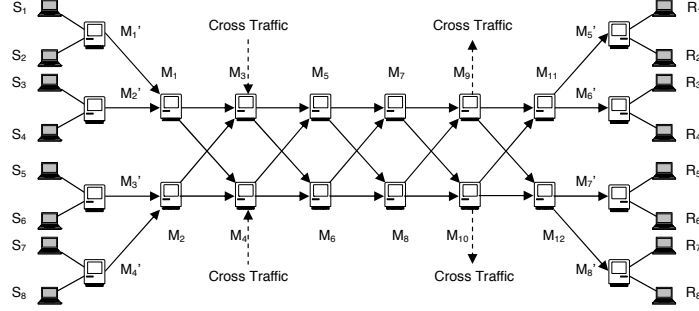 S1 M1’ Cross Traffic Cross Traffic M5’ R1
S2 M1 M3 M5 M7 M9 M11 R2
S3 M2’ M6’ R3
S4 R4
S5 M3’ M7’ R5
S6 R6
S7 M2 M4 M6 M8 M10 M12 R7
M4’ M8’
S8 Cross Traffic Cross Traffic R8